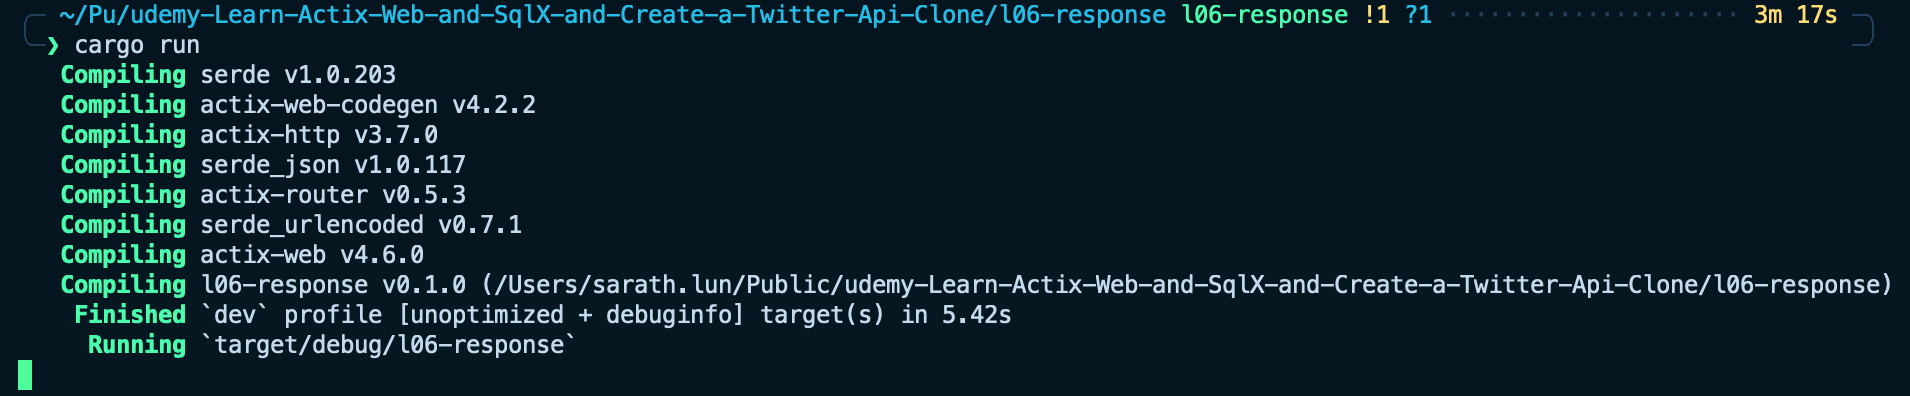 ~/Pu/udemy-Learn-Actix-Web-and-SqlX-and-Create-a-Twitter-Api-Clone/l06-response l06-response !1 ?1 ······················ 3m 17s
❯ cargo run
Compiling serde v1.0.203
Compiling actix-web-codegen v4.2.2
Compiling actix-http v3.7.0
Compiling serde_json v1.0.117
Compiling actix-router v0.5.3
Compiling serde_urlencoded v0.7.1
Compiling actix-web v4.6.0
Compiling l06-response v0.1.0 (/Users/sarath.lun/Public/udemy-Learn-Actix-Web-and-SqlX-and-Create-a-Twitter-Api-Clone/l06-response)
Finished `dev` profile [unoptimized + debuginfo] target(s) in 5.42s
Running `target/debug/l06-response`